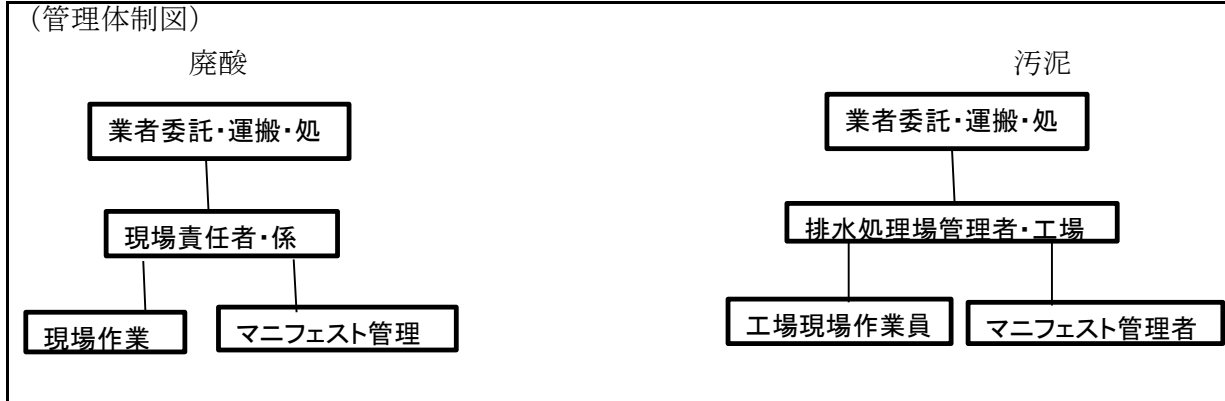 (管理体制図)
廃酸
汚泥
業者委託・運搬・処
業者委託・運搬・処
現場責任者・係
排水処理場管理者・工場
現場作業
マニフェスト管理
工場現場作業員
マニフェスト管理者